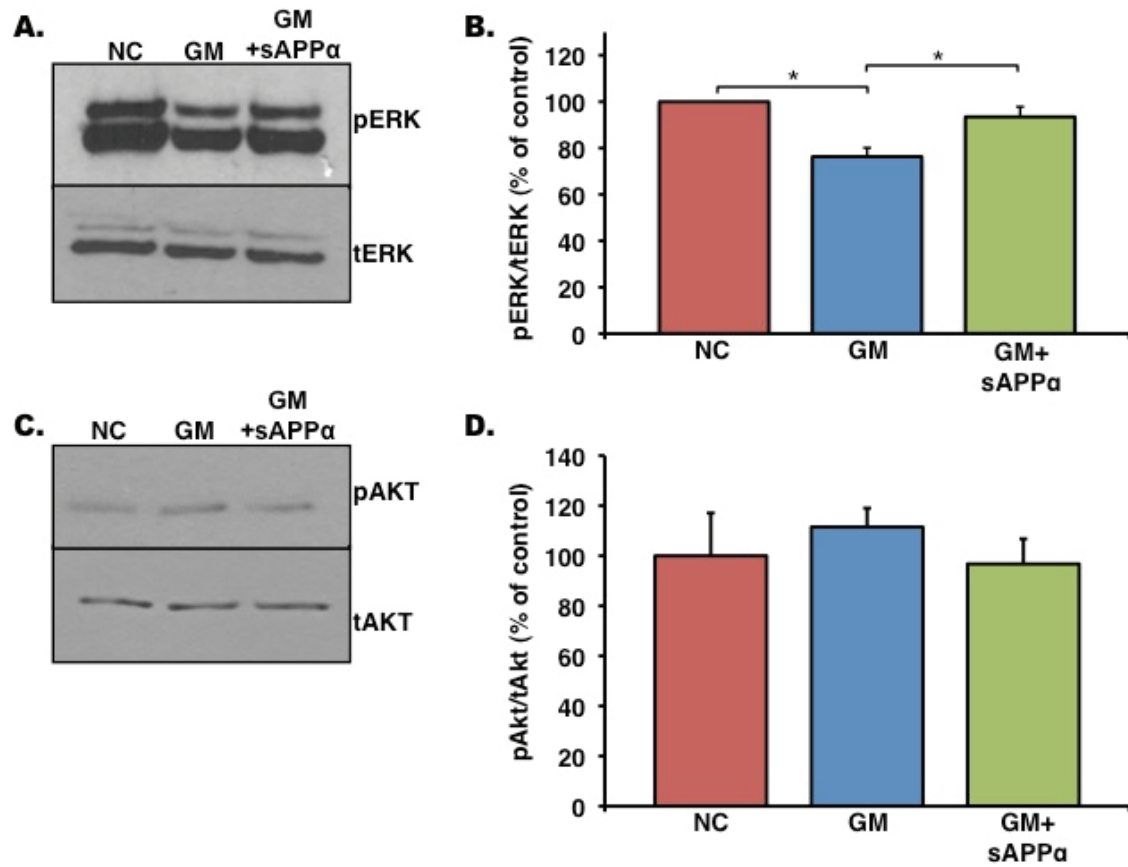 A.
NC GM GM
+sAPPα
pERK
tERK
B.
pERK/tERK (% of control)
120
100
80
60
40
20
0
*
*
NC GM GM+
sAPPα
C.
NC GM GM
+sAPPα
pAKT
tAKT
D.
pAkt/tAkt (% of control)
140
120
100
80
60
40
20
0
NC GM GM+
sAPPα